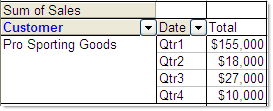 Sum of Sales
Customer Date Total
Pro Sporting Goods Qtr1 $155,000
Qtr2 $18,000
Qtr3 $27,000
Qtr4 $10,000